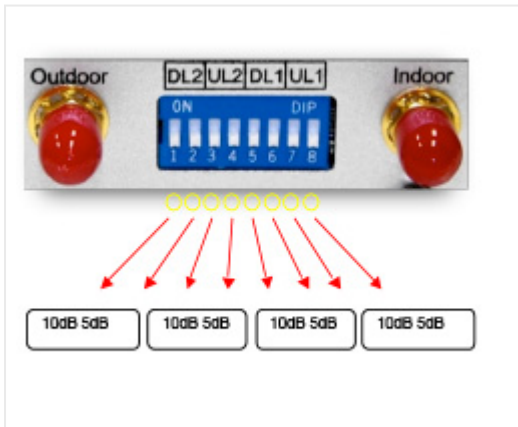 Outdoor DL2 UL2 DL1 UL1 Indoor
ON DIP
1 2 3 4 5 6 7 8
10dB 5dB 10dB 5dB 10dB 5dB 10dB 5dB